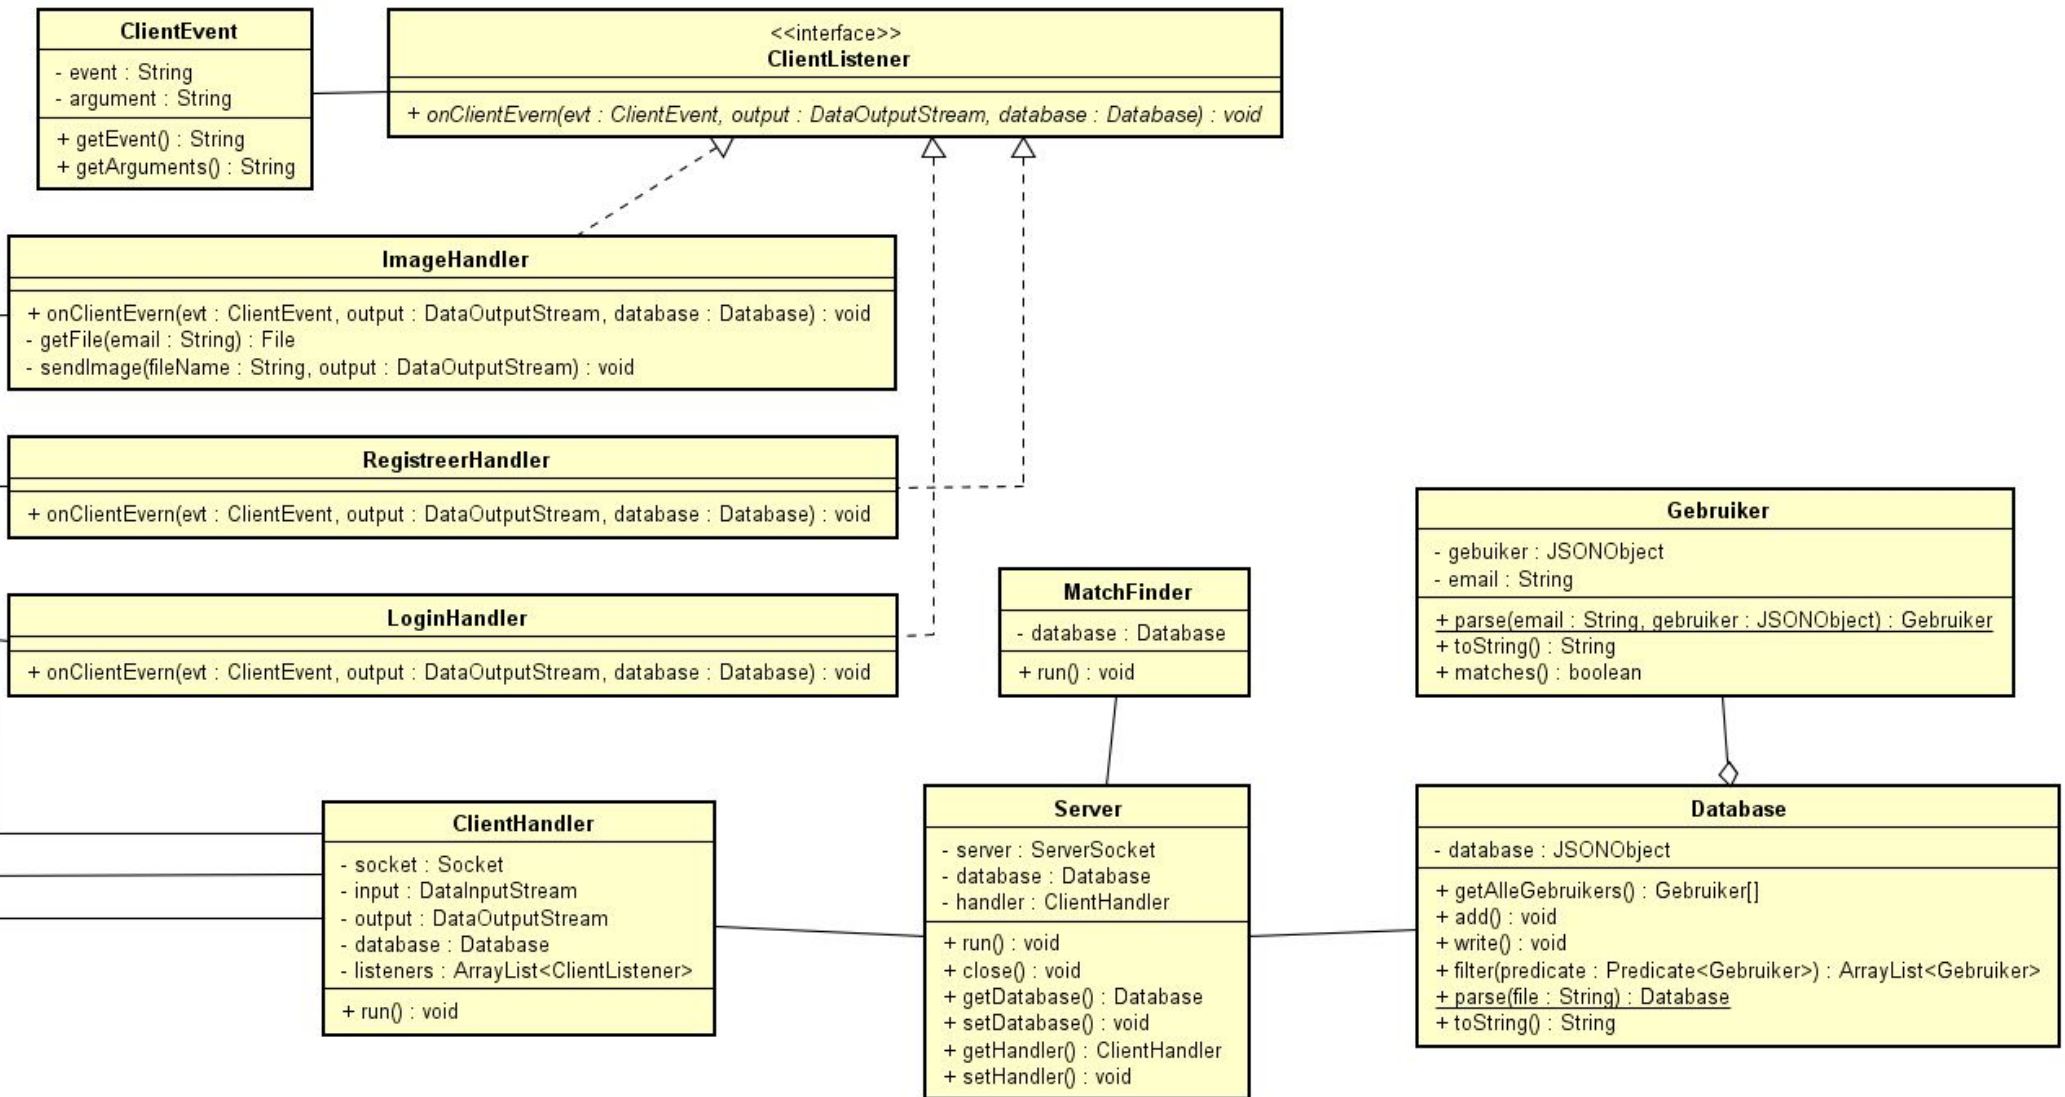 ClientEvent
- event : String
- argument : String
+ getEvent() : String
+ getArguments() : String
<<interface>>
ClientListener
+ onClientEvern(evt : ClientEvent, output : DataOutputStream, database : Database) : void
ImageHandler
+ onClientEvern(evt : ClientEvent, output : DataOutputStream, database : Database) : void
- getFile(email : String) : File
- sendImage(fileName : String, output : DataOutputStream) : void
RegistreerHandler
+ onClientEvern(evt : ClientEvent, output : DataOutputStream, database : Database) : void
LoginHandler
+ onClientEvern(evt : ClientEvent, output : DataOutputStream, database : Database) : void
MatchFinder
- database : Database
+ run() : void
Gebruiker
- gebuiker : JSONObject
- email : String
+ parse(email : String, gebruiker : JSONObject) : Gebruiker
+ toString() : String
+ matches() : boolean
ClientHandler
- socket : Socket
- input : DataInputStream
- output : DataOutputStream
- database : Database
- listeners : ArrayList<ClientListener>
+ run() : void
Server
- server : ServerSocket
- database : Database
- handler : ClientHandler
+ run() : void
+ close() : void
+ getDatabase() : Database
+ setDatabase() : void
+ getHandler() : ClientHandler
+ setHandler() : void
Database
- database : JSONObject
+ getAlleGebruikers() : Gebruiker[]
+ add() : void
+ write() : void
+ filter(predicate : Predicate<Gebruiker>) : ArrayList<Gebruiker>
+ parse(file : String) : Database
+ toString() : String